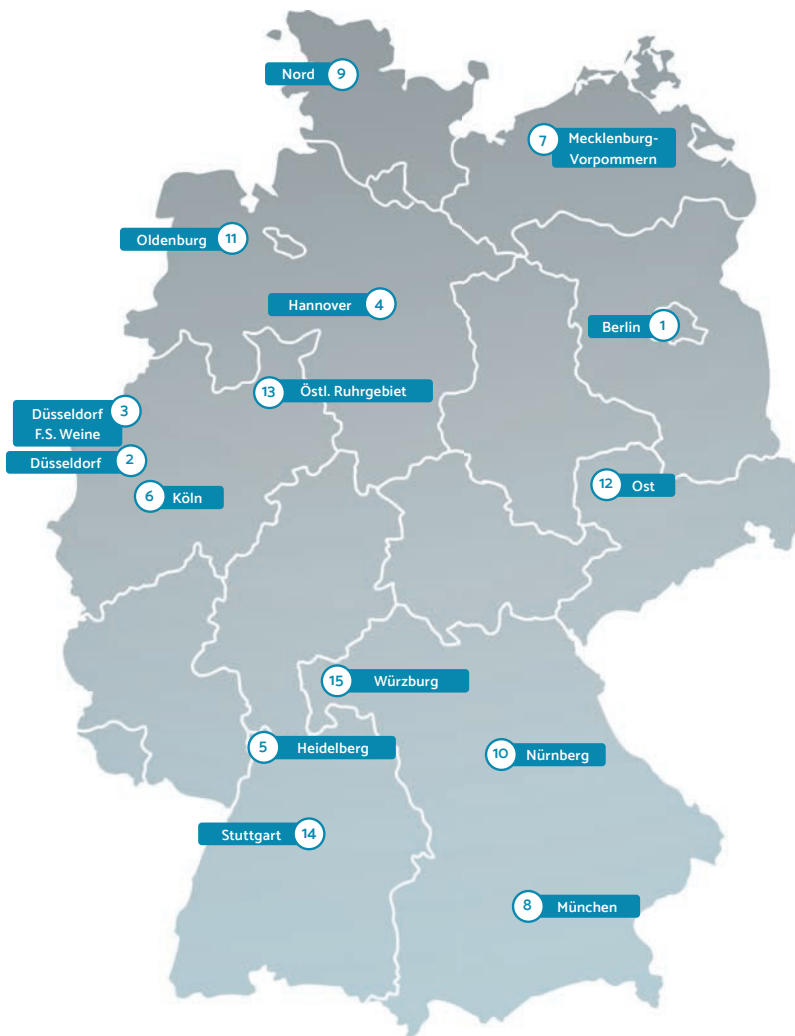 Nord 9
7 Mecklenburg-
Vorpommern
Oldenburg 11
Hannover 4
Berlin 1
13 Östl. Ruhrgebiet
Düsseldorf 3
F.S. Weine
Düsseldorf 2
6 Köln
12 Ost
15 Würzburg
5 Heidelberg
10 Nürnberg
Stuttgart 14
8 München